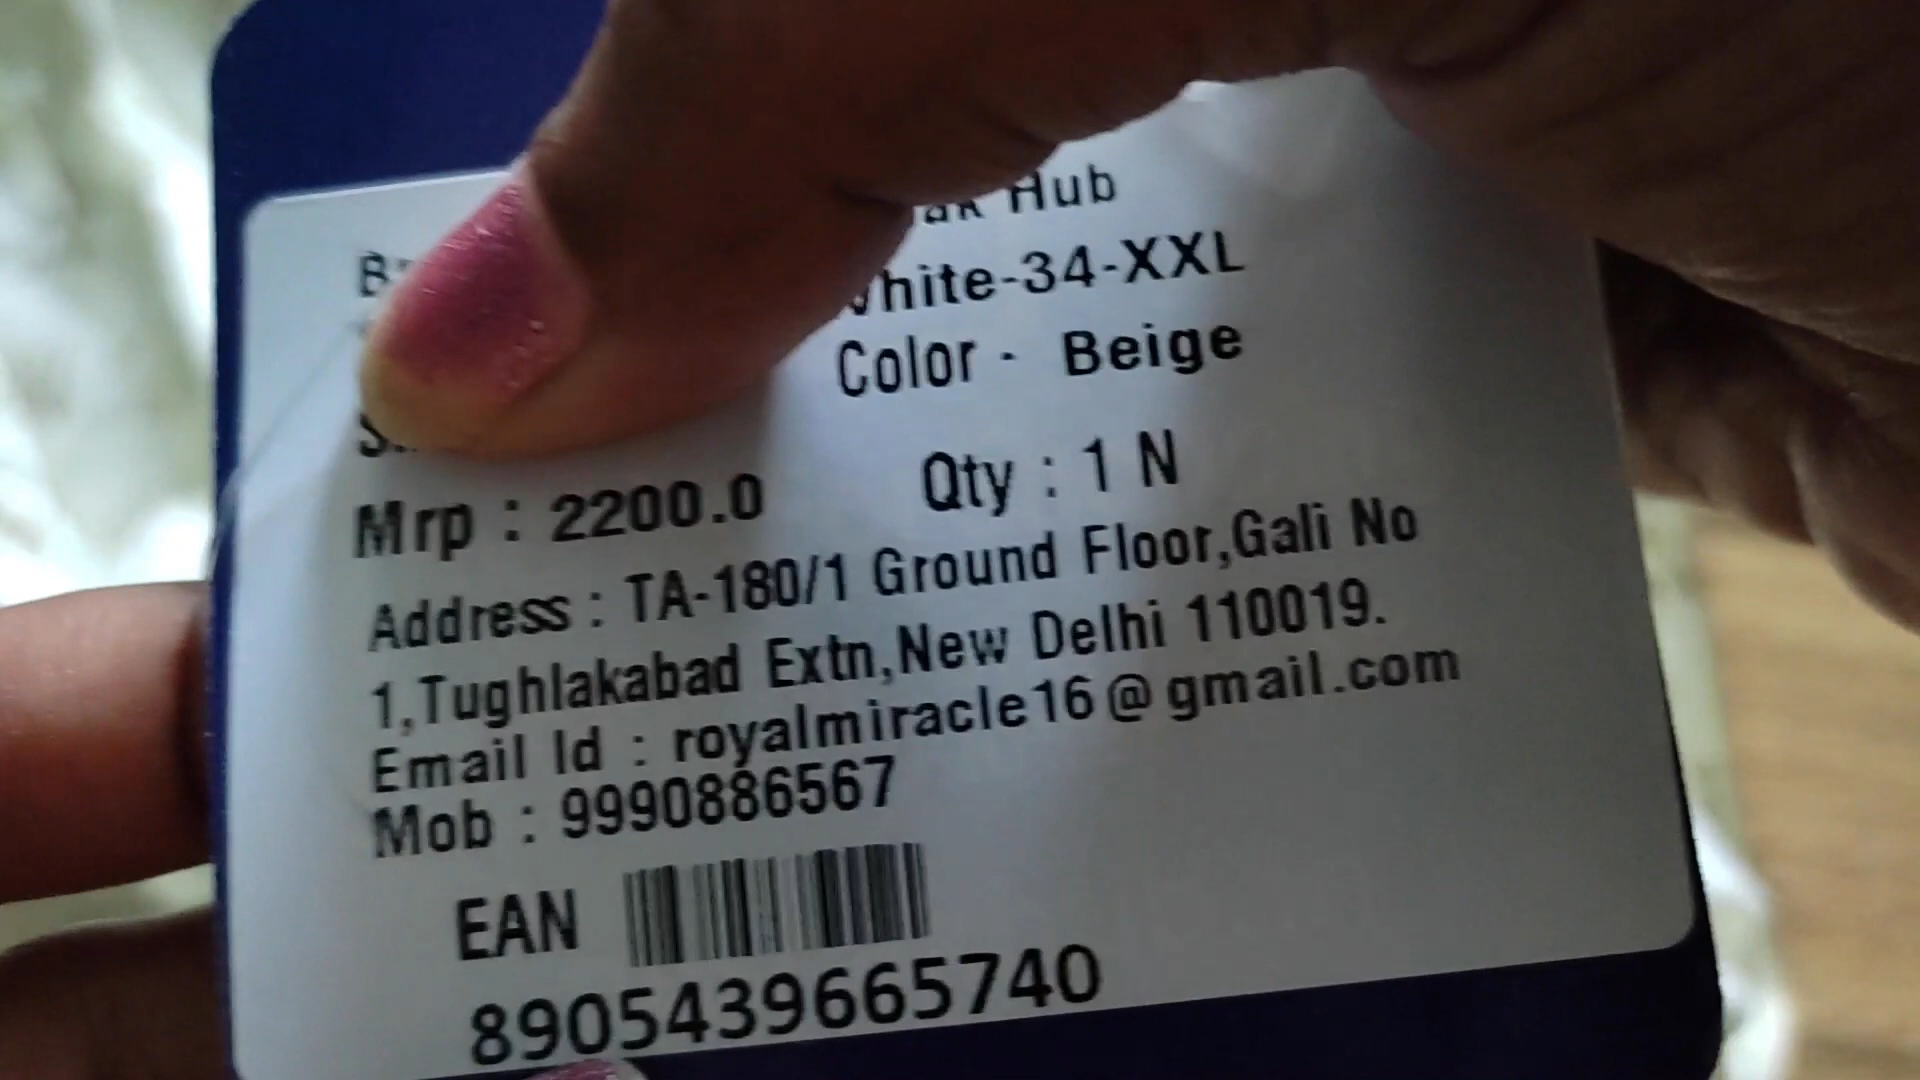 Hub
White-34-XXL
Color - Beige
Mrp : 2200.0 Qty : 1 N
Address : TA-180/1 Ground Floor,Gali No
1,Tughlakabad Extn,New Delhi 110019.
Email Id : royalmiracle16@gmail.com
Mob : 9990886567
EAN
8905439665740